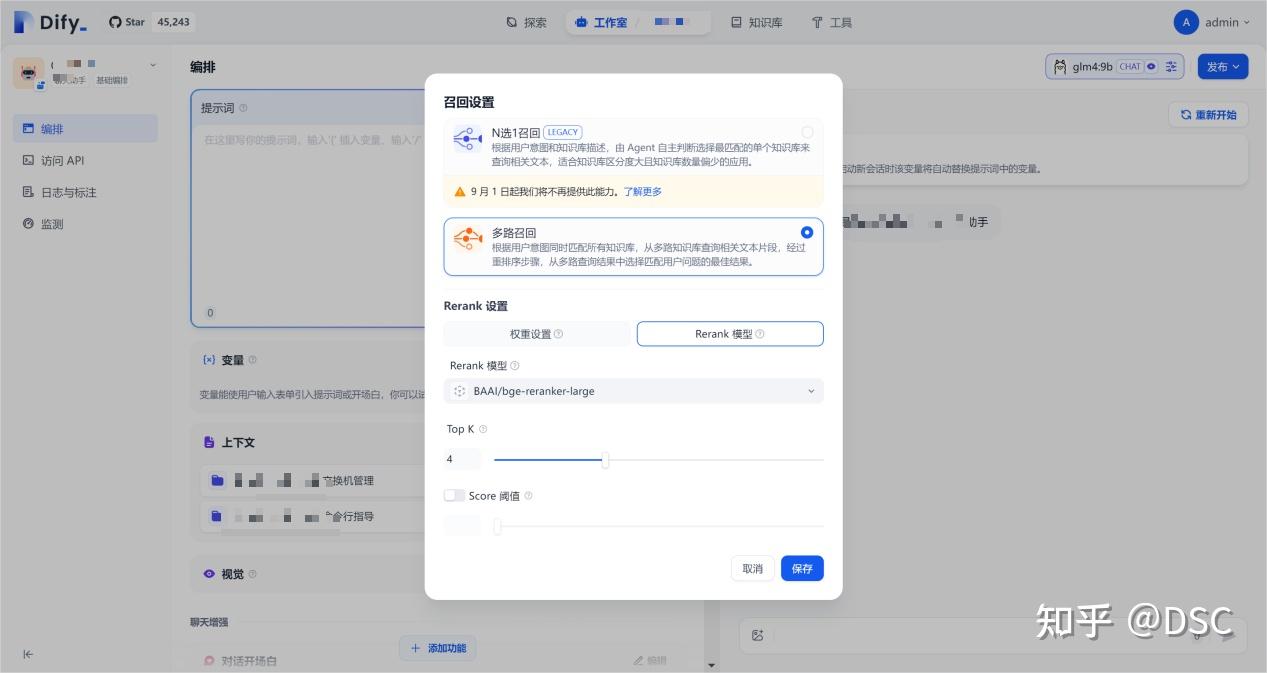 Dify_
Star 45,243
探索
工作室
知识库
工具
A admin
聊天助手 基础编排
编排
访问 API
日志与标注
监测
编排
glm4:9b CHAT
发布
提示词
在这里写你的提示词，输入'{' 插入变量、输入'/'
0
重新开始
启动新会话时该变量将自动替换提示词中的变量。
助手
变量
变量能使用户输入表单引入提示词或开场白，你可以试
上下文
交换机管理
命令行指导
视觉
聊天增强
对话开场白
添加功能
编辑
召回设置
N选1召回 LEGACY
根据用户意图和知识库描述，由 Agent 自主判断选择最匹配的单个知识库来
查询相关文本，适合知识库区分度大且知识库数量偏少的应用。
9 月 1 日起我们将不再提供此能力。了解更多
多路召回
根据用户意图同时匹配所有知识库，从多路知识库查询相关文本片段，经过
重排序步骤，从多路查询结果中选择匹配用户问题的最佳结果。
Rerank 设置
权重设置
Rerank 模型
Rerank 模型
BAAI/bge-reranker-large
Top K
4
Score 阈值
取消
保存
知乎 @DSC